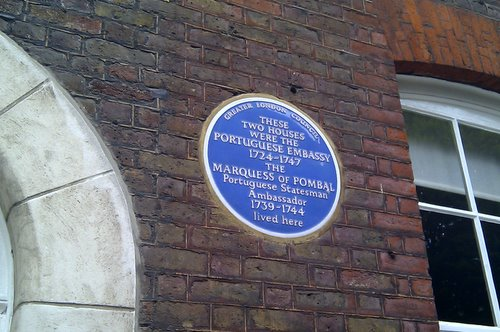 GREATER LONDON COUNCIL
THESE
TWO HOUSES
WERE THE
PORTUGUESE EMBASSY
1724-1747
THE
MARQUESS OF POMBAL
Portuguese Statesman
Ambassador
1739-1744
lived here